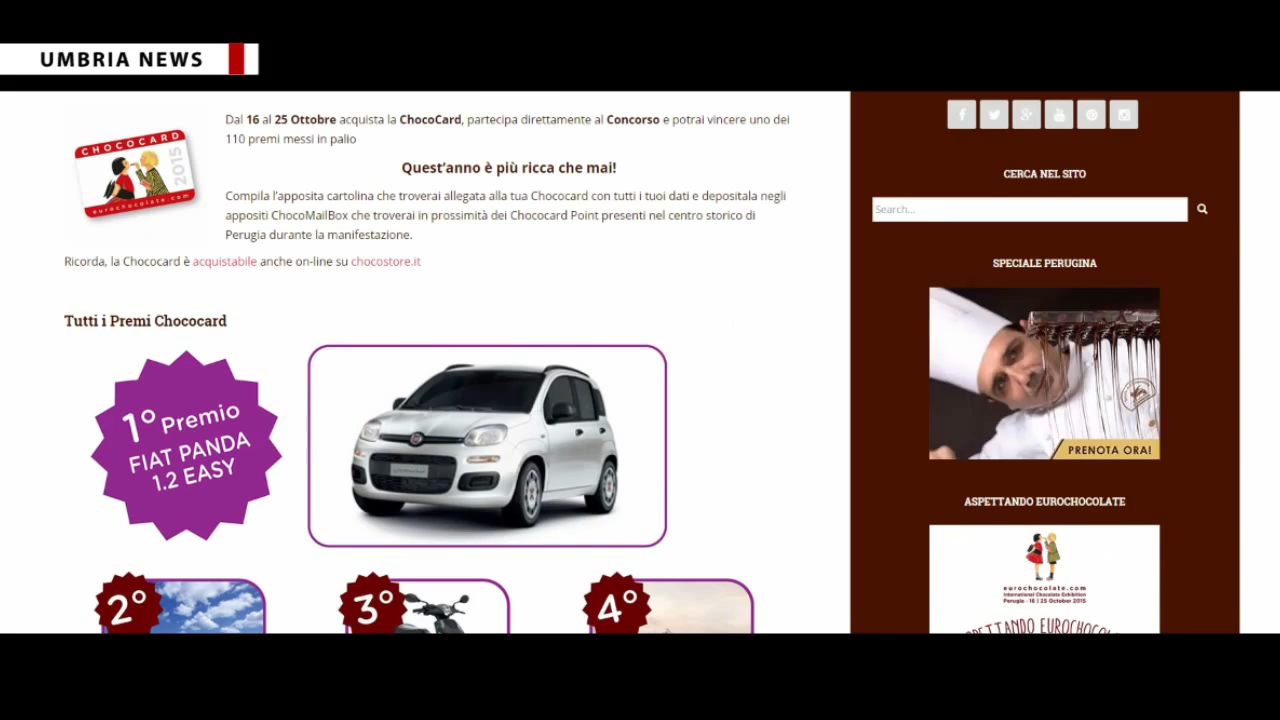 UMBRIA NEWS
CHOCOCARD
2015
eurochocolate.com
Dal 16 al 25 Ottobre acquista la ChocoCard, partecipa direttamente al Concorso e potrai vincere uno dei
110 premi messi in palio
Quest'anno è più ricca che mai!
Compila l'apposita cartolina che troverai allegata alla tua Chococard con tutti i tuoi dati e depositala negli
appositi ChocoMailBox che troverai in prossimità dei Chococard Point presenti nel centro storico di
Perugia durante la manifestazione.
Ricorda, la Chococard è acquistabile anche on-line su chocostore.it
Tutti i Premi Chococard
1° Premio
FIAT PANDA
1.2 EASY
2°
3°
4°
CERCA NEL SITO
Search...
SPECIALE PERUGINA
PRENOTA ORA!
ASPETTANDO EUROCHOCOLATE
eurochocolate.com
International Chocolate Exhibition
Perugia - 16 | 25 October 2015